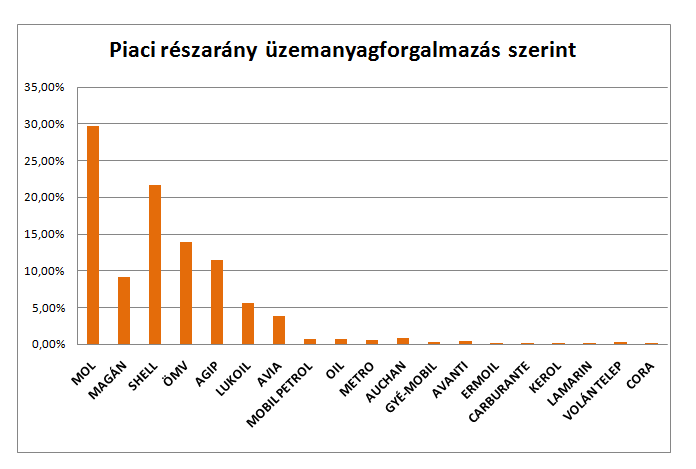 Piaci részarány üzemanyagforgalmazás szerint
35,00%
30,00%
25,00%
20,00%
15,00%
10,00%
5,00%
0,00%
MOL
MAGÁN
SHELL
ÖMV
AGIP
LUKOIL
AVIA
MOBILPETROL
OIL
METRO
AUCHAN
GYÉ-MOBIL
AVANTI
ERMOIL
CARBURANTE
KEROL
LAMARIN
VOLÁN TELEP
CORA